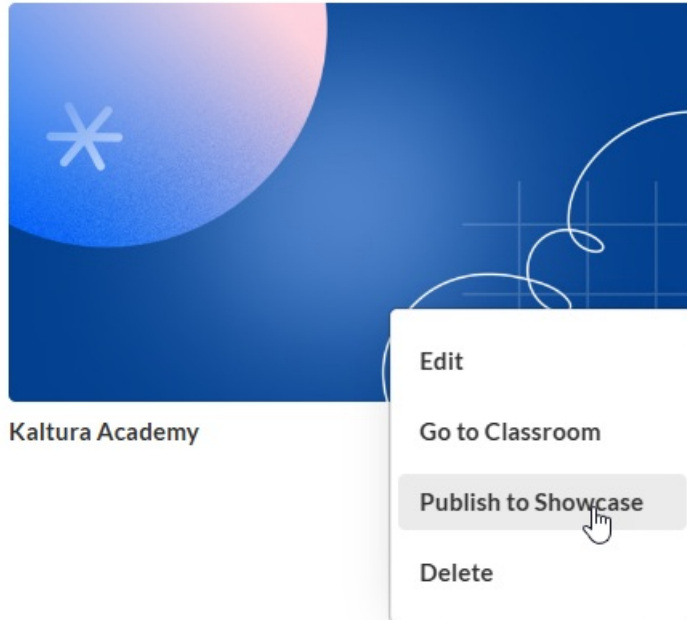 Kaltura Academy
Edit
Go to Classroom
Publish to Showcase
Delete